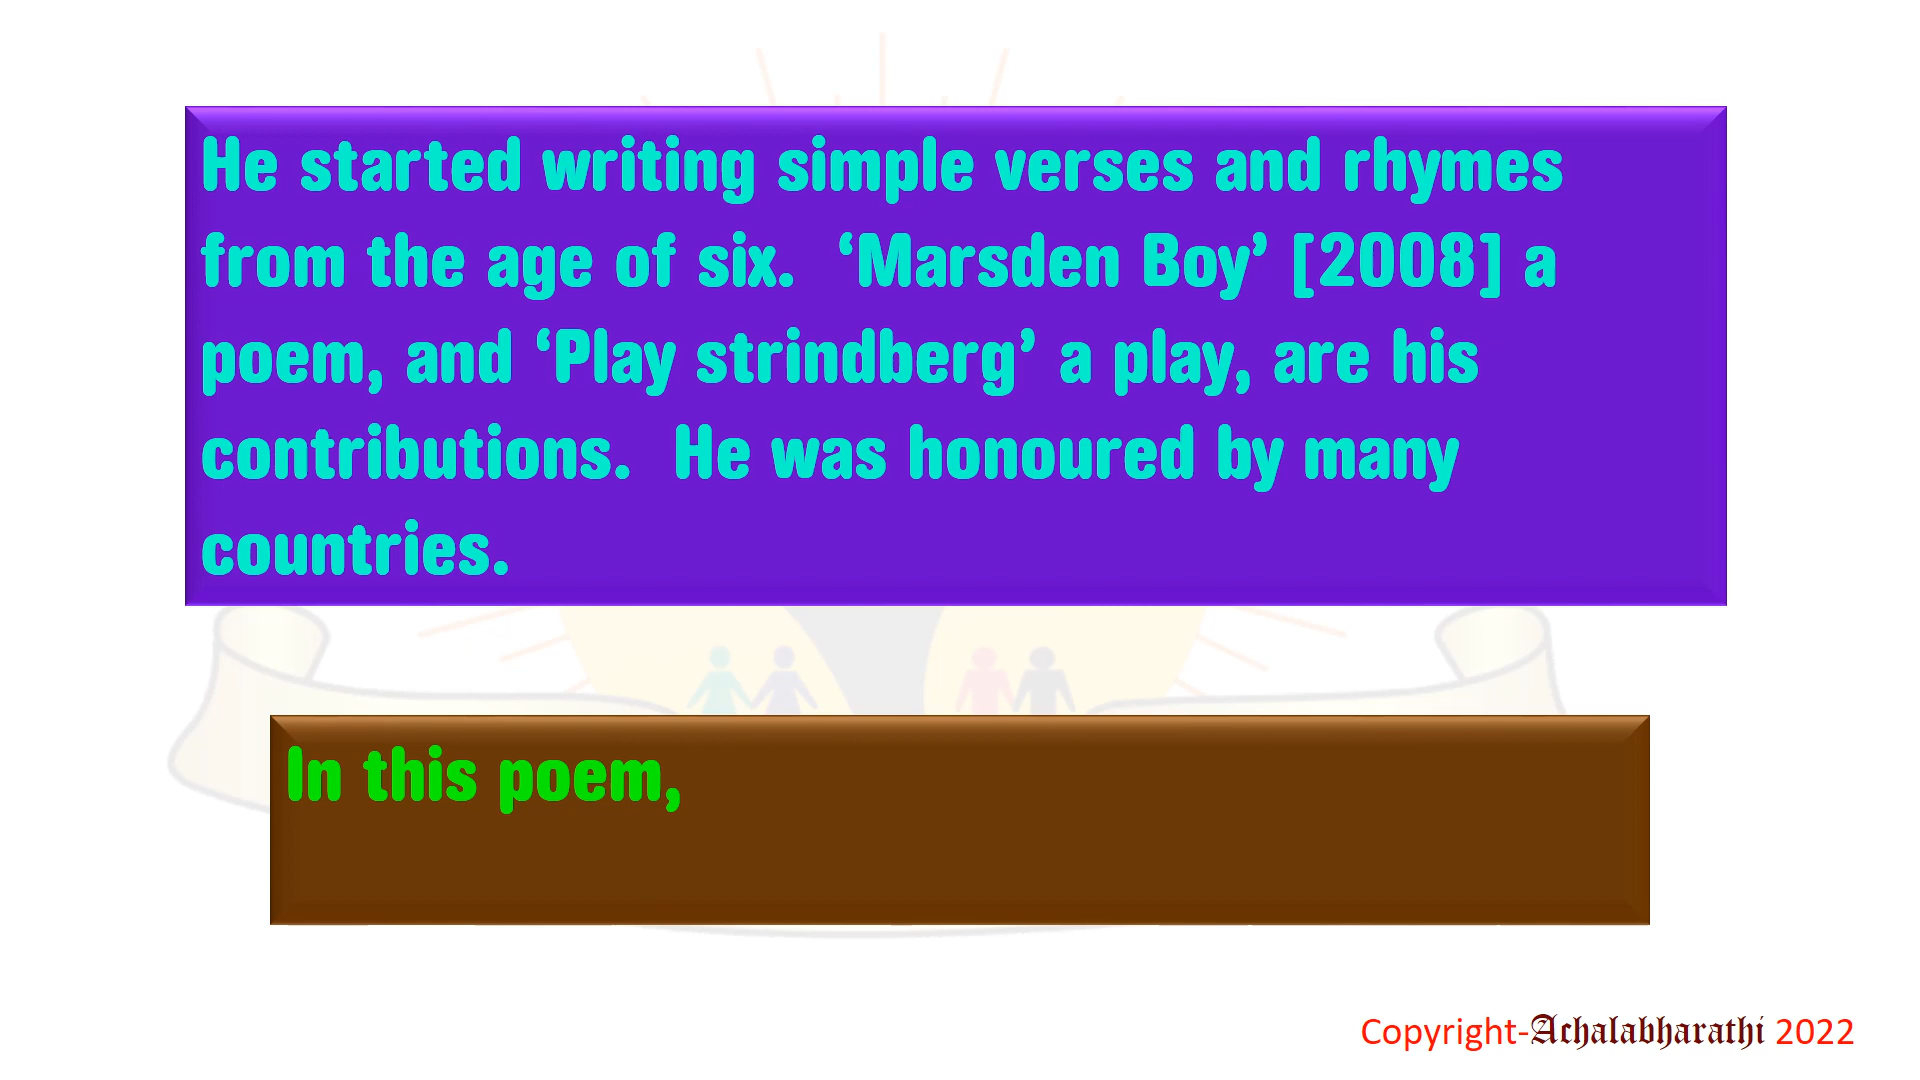 He started writing simple verses and rhymes
from the age of six.  ‘Marsden Boy’ [2008] a
poem, and ‘Play strindberg’ a play, are his
contributions.  He was honoured by many
countries.
In this poem,
Copyright-Achalabharathi 2022